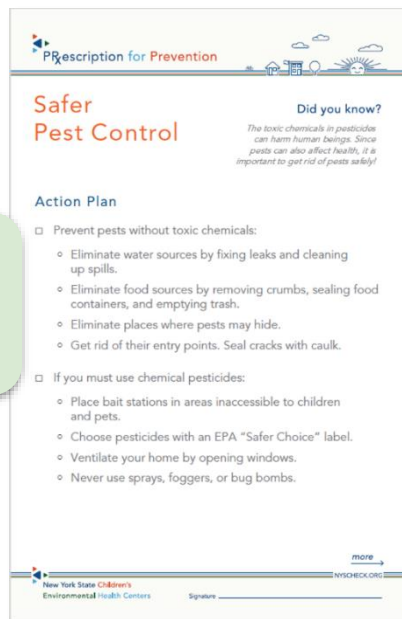 PRescription for Prevention
Safer
Pest Control
Did you know?
The toxic chemicals in pesticides
can harm human beings. Since
pests can also affect health, it is
important to get rid of pests safely!
Action Plan
□ Prevent pests without toxic chemicals:
° Eliminate water sources by fixing leaks and cleaning
up spills.
° Eliminate food sources by removing crumbs, sealing food
containers, and emptying trash.
° Eliminate places where pests may hide.
° Get rid of their entry points. Seal cracks with caulk.
□ If you must use chemical pesticides:
° Place bait stations in areas inaccessible to children
and pets.
° Choose pesticides with an EPA “Safer Choice” label.
° Ventilate your home by opening windows.
° Never use sprays, foggers, or bug bombs.
more
NYSCHECK.ORG
New York State Children's
Environmental Health Centers
Signature